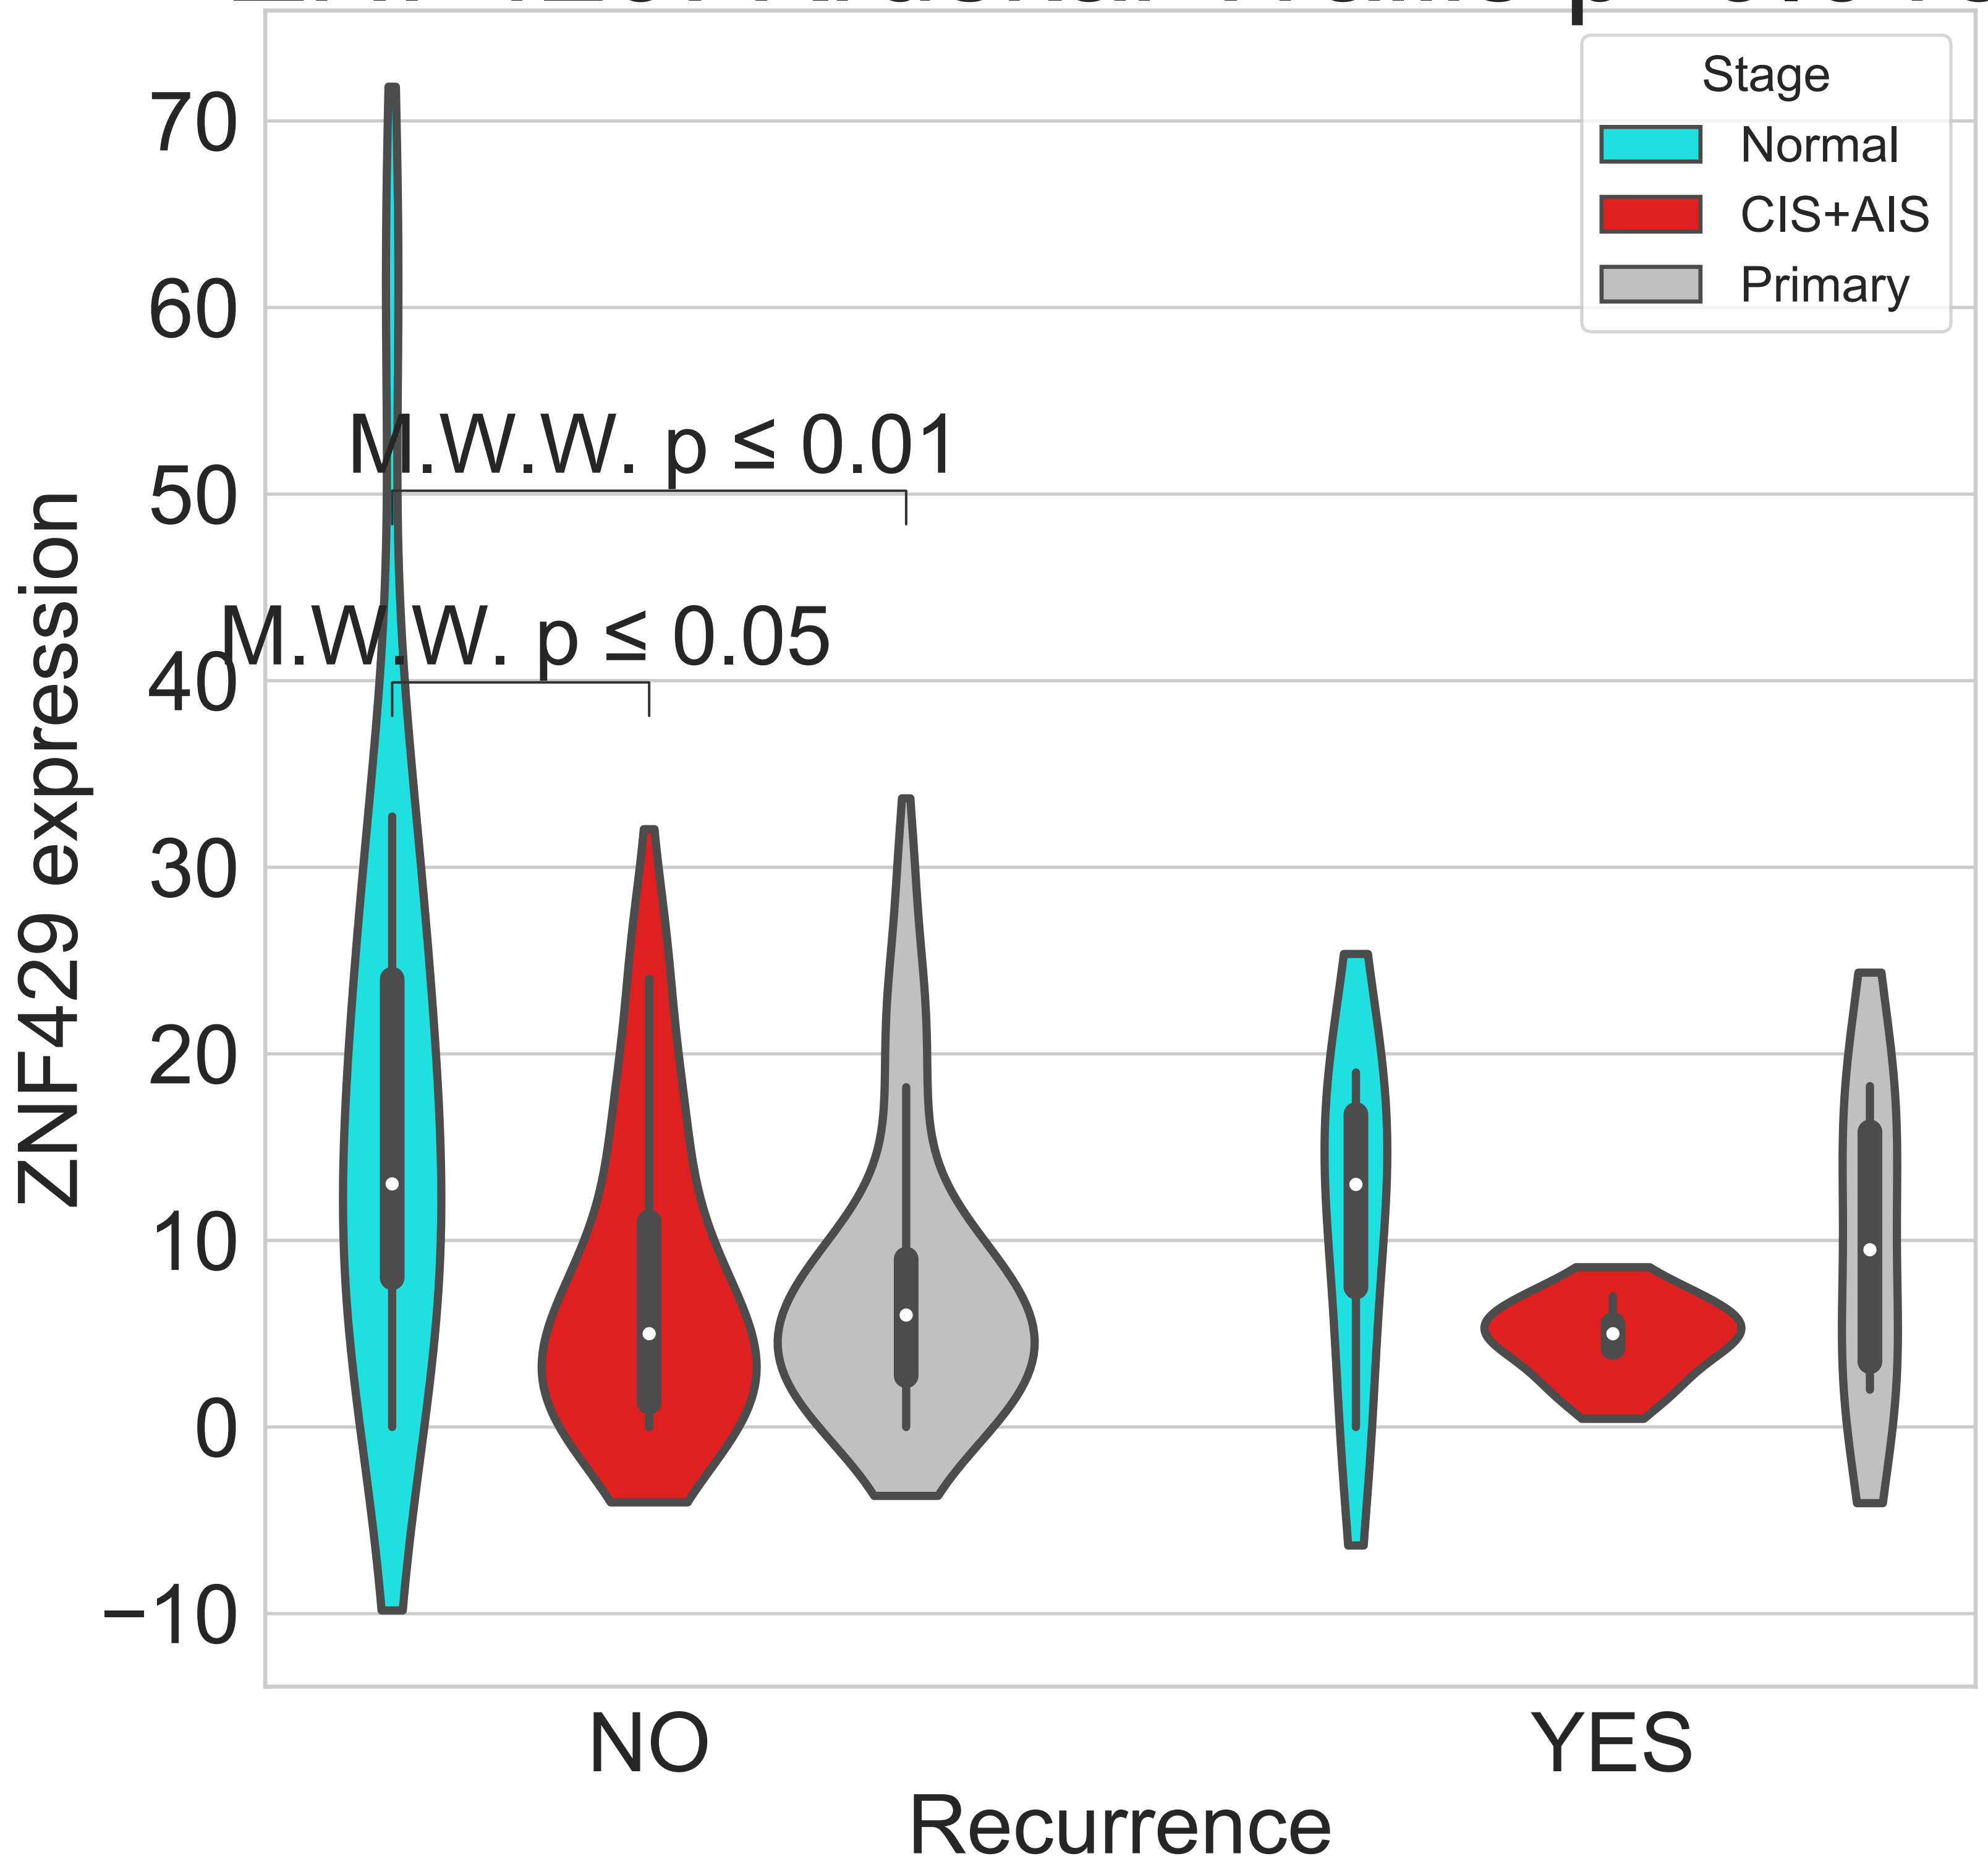 Stage
Normal
CIS+AIS
Primary
70
60
50
40
30
20
10
0
−10
M.W.W. p ≤ 0.01
M.W.W. p ≤ 0.05
ZNF429 expression
NO
YES
Recurrence